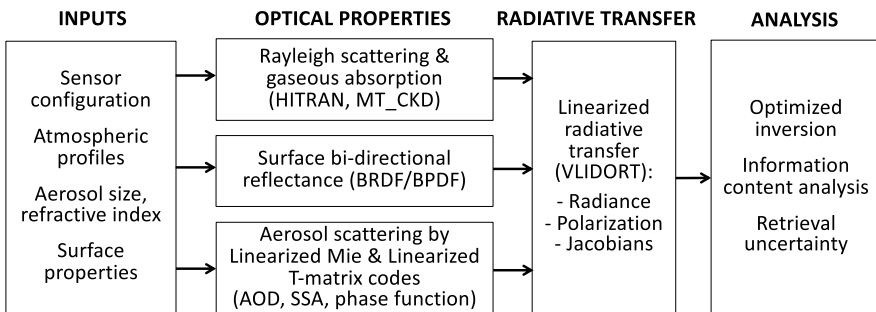 INPUTS
OPTICAL PROPERTIES
RADIATIVE TRANSFER
ANALYSIS
Sensor
configuration
Atmospheric
profiles
Aerosol size,
refractive index
Surface
properties
Rayleigh scattering &
gaseous absorption
(HITRAN, MT_CKD)
Surface bi-directional
reflectance (BRDF/BPDF)
Aerosol scattering by
Linearized Mie & Linearized
T-matrix codes
(AOD, SSA, phase function)
Linearized
radiative
transfer
(VLIDORT):
- Radiance
- Polarization
- Jacobians
Optimized
inversion
Information
content analysis
Retrieval
uncertainty